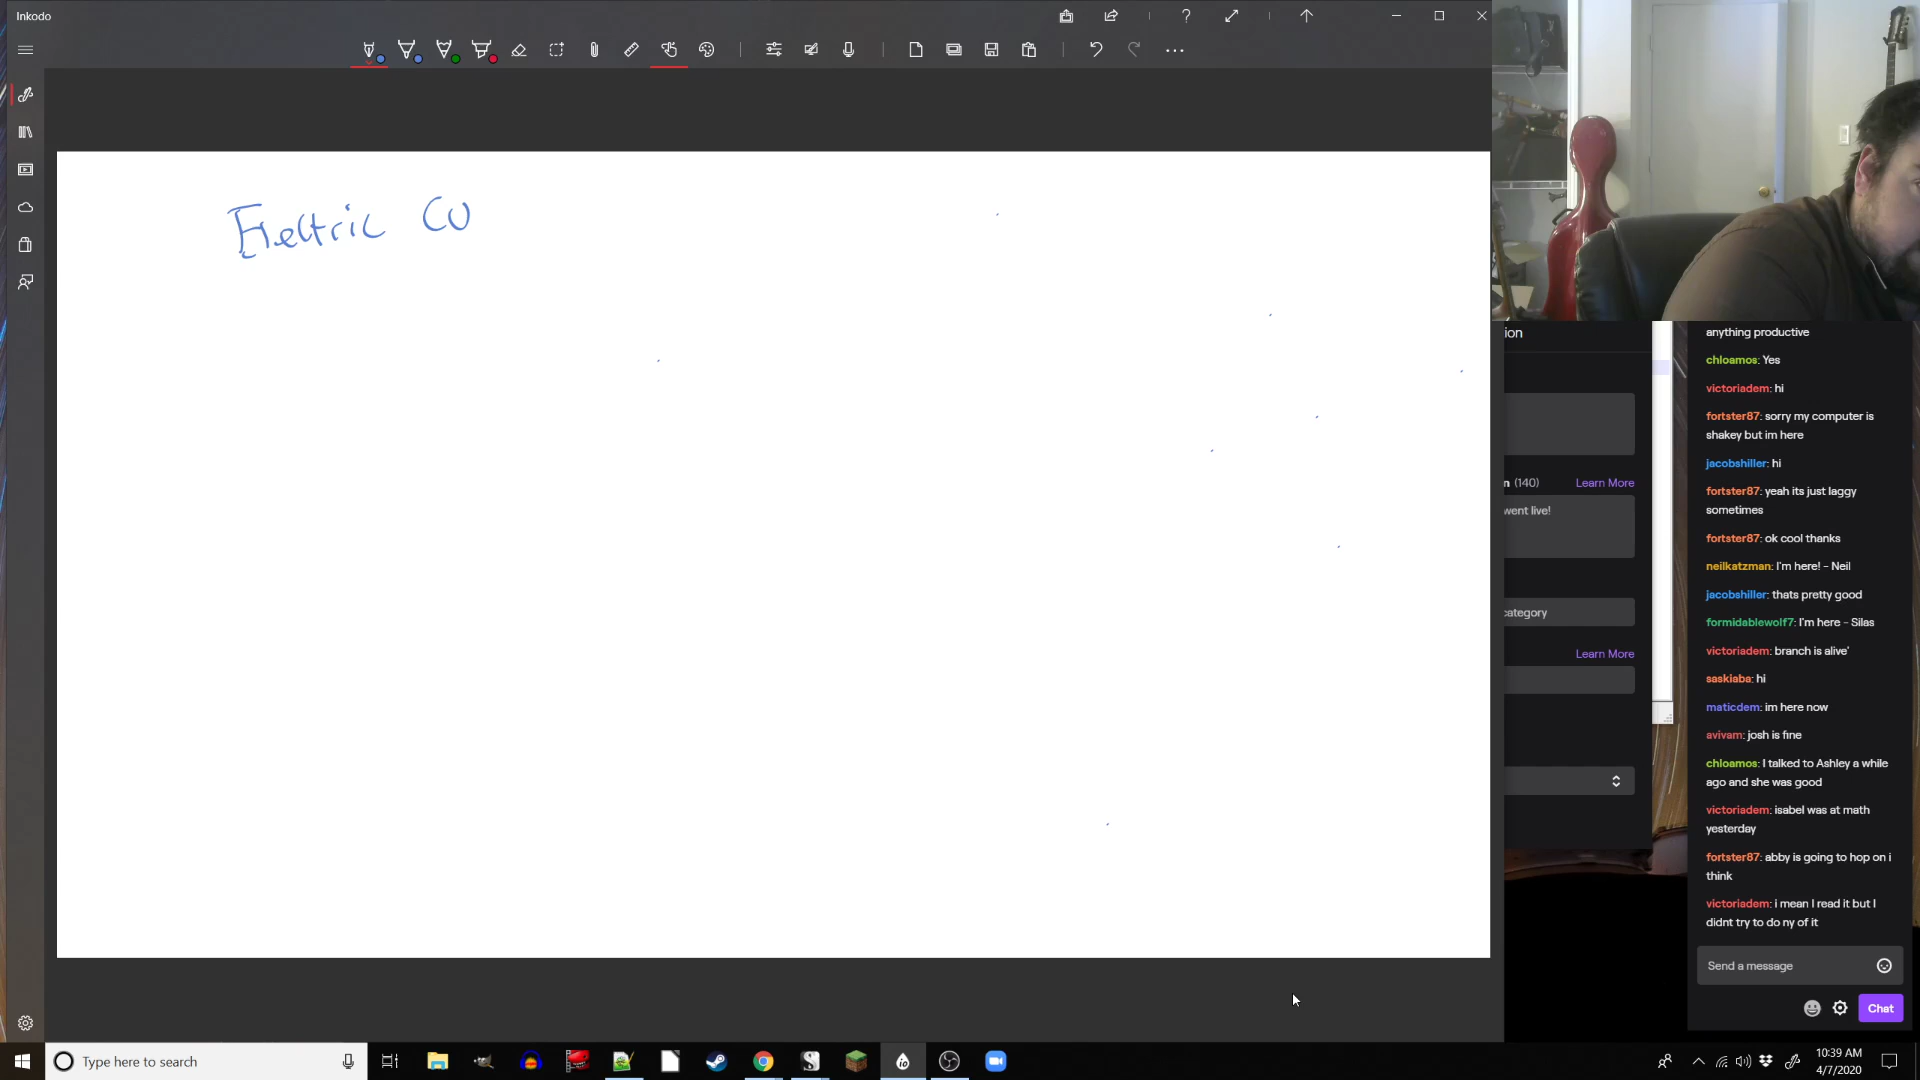 Inkodo
Eleltric Cu
ion
anything productive
chloamos: Yes
victoriadem: hi
fortster87: sorry my computer is
shakey but im here
jacobshiller: hi
fortster87: yeah its just laggy
sometimes
fortster87: ok cool thanks
neilkatzman: I'm here! - Neil
jacobshiller: thats pretty good
formidablewolf7: I'm here - Silas
victoriadem: branch is alive'
saskiaba: hi
maticdem: im here now
avivam: josh is fine
chloamos: I talked to Ashley a while
ago and she was good
victoriadem: isabel was at math
yesterday
fortster87: abby is going to hop on i
think
victoriadem: i mean I read it but I
didnt try to do ny of it
n (140) Learn More
went live!
category
Learn More
Send a message
Chat
Type here to search
10:39 AM
4/7/2020